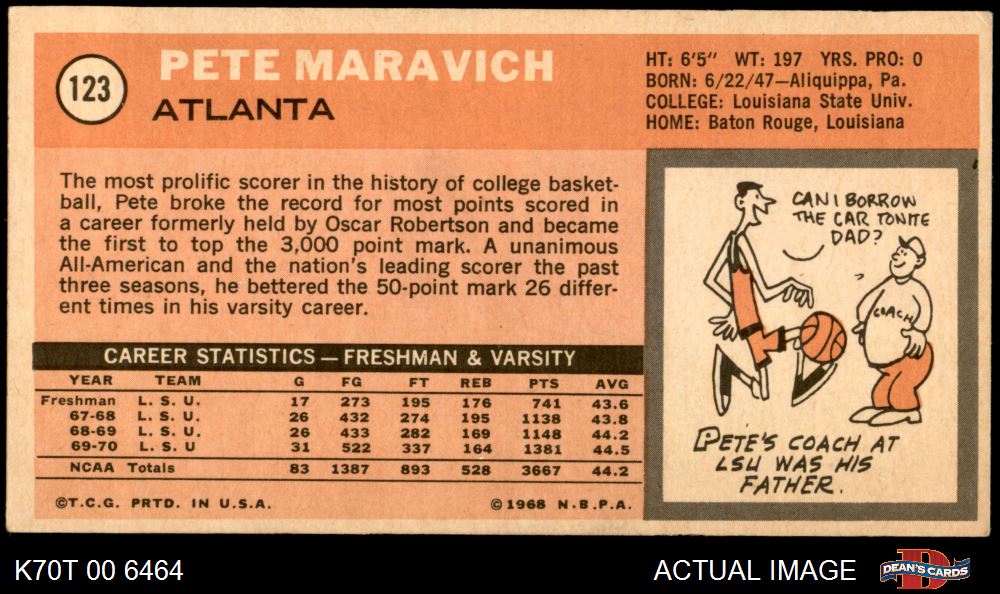 123
PETE MARAVICH
ATLANTA
HT: 6'5" WT: 197 YRS. PRO: 0
BORN: 6/22/47—Aliquippa, Pa.
COLLEGE: Louisiana State Univ.
HOME: Baton Rouge, Louisiana
The most prolific scorer in the history of college basket-
ball, Pete broke the record for most points scored in
a career formerly held by Oscar Robertson and became
the first to top the 3,000 point mark. A unanimous
All-American and the nation's leading scorer the past
three seasons, he bettered the 50-point mark 26 differ-
ent times in his varsity career.
CAREER STATISTICS — FRESHMAN & VARSITY
YEAR TEAM G FG FT REB PTS AVG
Freshman L. S. U. 17 273 195 176 741 43.6
67-68 L. S. U. 26 432 274 195 1138 43.8
68-69 L. S. U. 26 433 282 169 1148 44.2
69-70 L. S. U 31 522 337 164 1381 44.5
NCAA Totals 83 1387 893 528 3667 44.2
©T.C.G. PRTD. IN U.S.A. ©1968 N.B.P.A.
CAN I BORROW
THE CAR TONITE
DAD?
COACH
PETE'S COACH AT
LSU WAS HIS
FATHER.
K70T 00 6464
ACTUAL IMAGE
D
DEAN'S CARDS